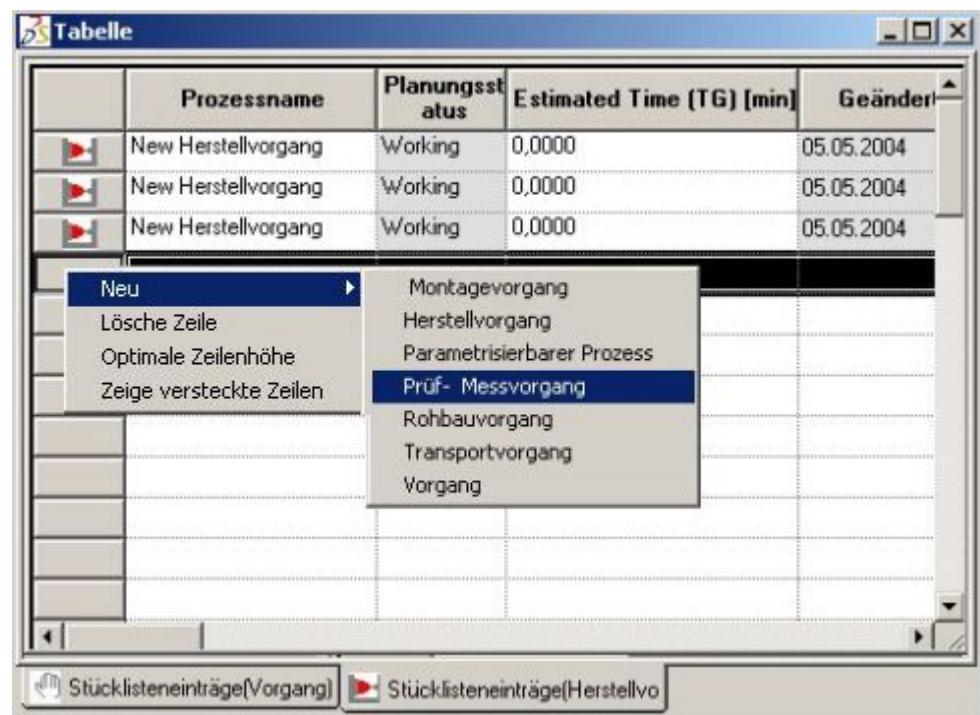 Tabelle
Prozessname
Planungsst
atus
Estimated Time (TG) [min]
Geändert
New Herstellvorgang Working 0,0000 05.05.2004
New Herstellvorgang Working 0,0000 05.05.2004
New Herstellvorgang Working 0,0000 05.05.2004
Neu
Lösche Zeile
Optimale Zeilenhöhe
Zeige versteckte Zeilen
Montagevorgang
Herstellvorgang
Parametrisierbarer Prozess
Prüf- Messvorgang
Rohbauvorgang
Transportvorgang
Vorgang
Stücklisteneinträge(Vorgang)
Stücklisteneinträge(Herstellvo